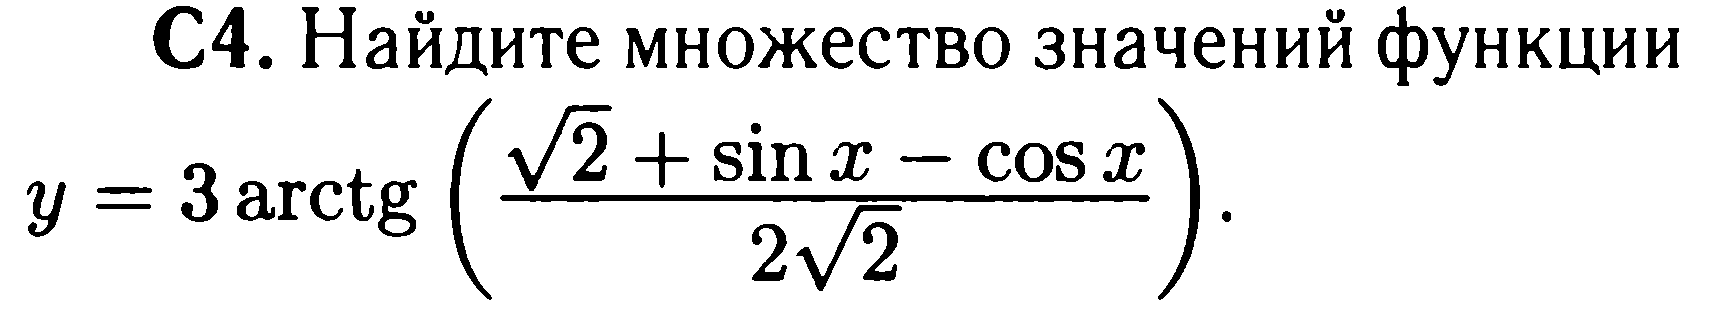 С4. Найдите множество значений функции
y = 3 arctg ( (√2 + sin x − cos x) / (2√2) ).